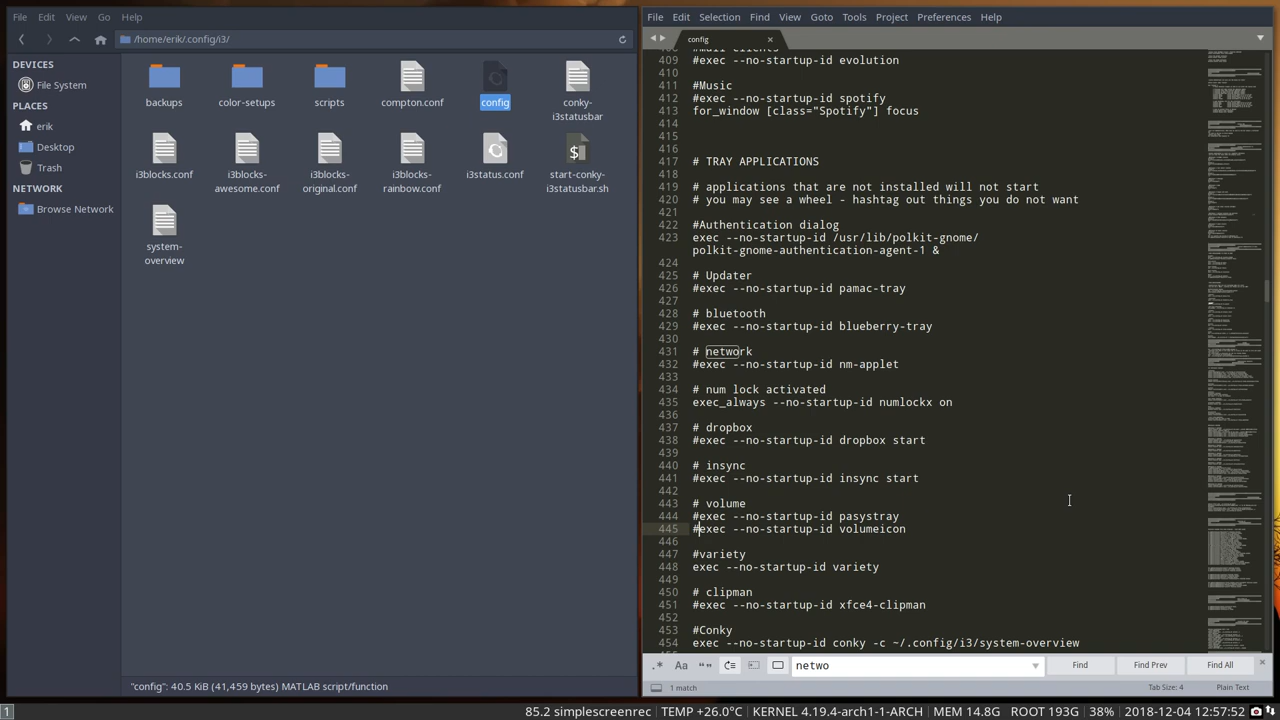 File Edit View Go Help
/home/erik/.config/i3/
DEVICES
File System
PLACES
erik
Desktop
Trash
NETWORK
Browse Network
backups
color-setups
scripts
compton.conf
config
conky-
i3statusbar
i3blocks.conf
i3blocks-
awesome.conf
i3blocks-
original.conf
i3blocks-
rainbow.conf
i3status.conf
start-conky-
i3statusbar.sh
system-
overview
"config": 40.5 KiB (41,459 bytes) MATLAB script/function
File Edit Selection Find View Goto Tools Project Preferences Help
config
#Mail clients
409 #exec --no-startup-id evolution
410
411 #Music
412 #exec --no-startup-id spotify
413 for_window [class="Spotify"] focus
414
415
416
417 # TRAY APPLICATIONS
418
419 # applications that are not installed will not start
420 # you may remove the # - hashtag out things you do not want
421
422 #Authentication dialog
423 exec --no-startup-id /usr/lib/polkit-gnome/
polkit-gnome-authentication-agent-1 &
424
425 # Updater
426 #exec --no-startup-id pamac-tray
427
428 # bluetooth
429 #exec --no-startup-id blueberry-tray
430
431 # network
432 #exec --no-startup-id nm-applet
433
434 # num lock activated
435 exec_always --no-startup-id numlockx on
436
437 # dropbox
438 #exec --no-startup-id dropbox start
439
440 # insync
441 #exec --no-startup-id insync start
442
443 # volume
444 #exec --no-startup-id pasystray
445 #exec --no-startup-id volumeicon
446
447 #variety
448 exec --no-startup-id variety
449
450 # clipman
451 #exec --no-startup-id xfce4-clipman
452
453 #Conky
454 exec --no-startup-id conky -c ~/.config/i3/system-overview
.* Aa "" netwo Find Find Prev Find All
1 match Tab Size: 4 Plain Text
1 85.2 simplescreenrec TEMP +26.0°C KERNEL 4.19.4-arch1-1-ARCH MEM 14.8G ROOT 193G 38% 2018-12-04 12:57:52